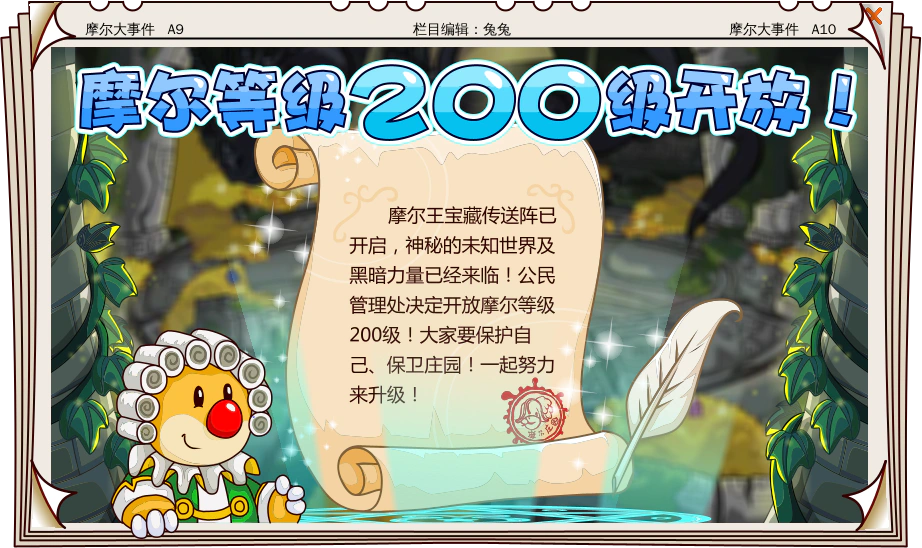 摩尔大事件 A9
栏目编辑：兔兔
摩尔大事件 A10
摩尔等级200级开放！
摩尔王宝藏传送阵已
开启，神秘的未知世界及
黑暗力量已经来临！公民
管理处决定开放摩尔等级
200级！大家要保护自
己、保卫庄园！一起努力
来升级！